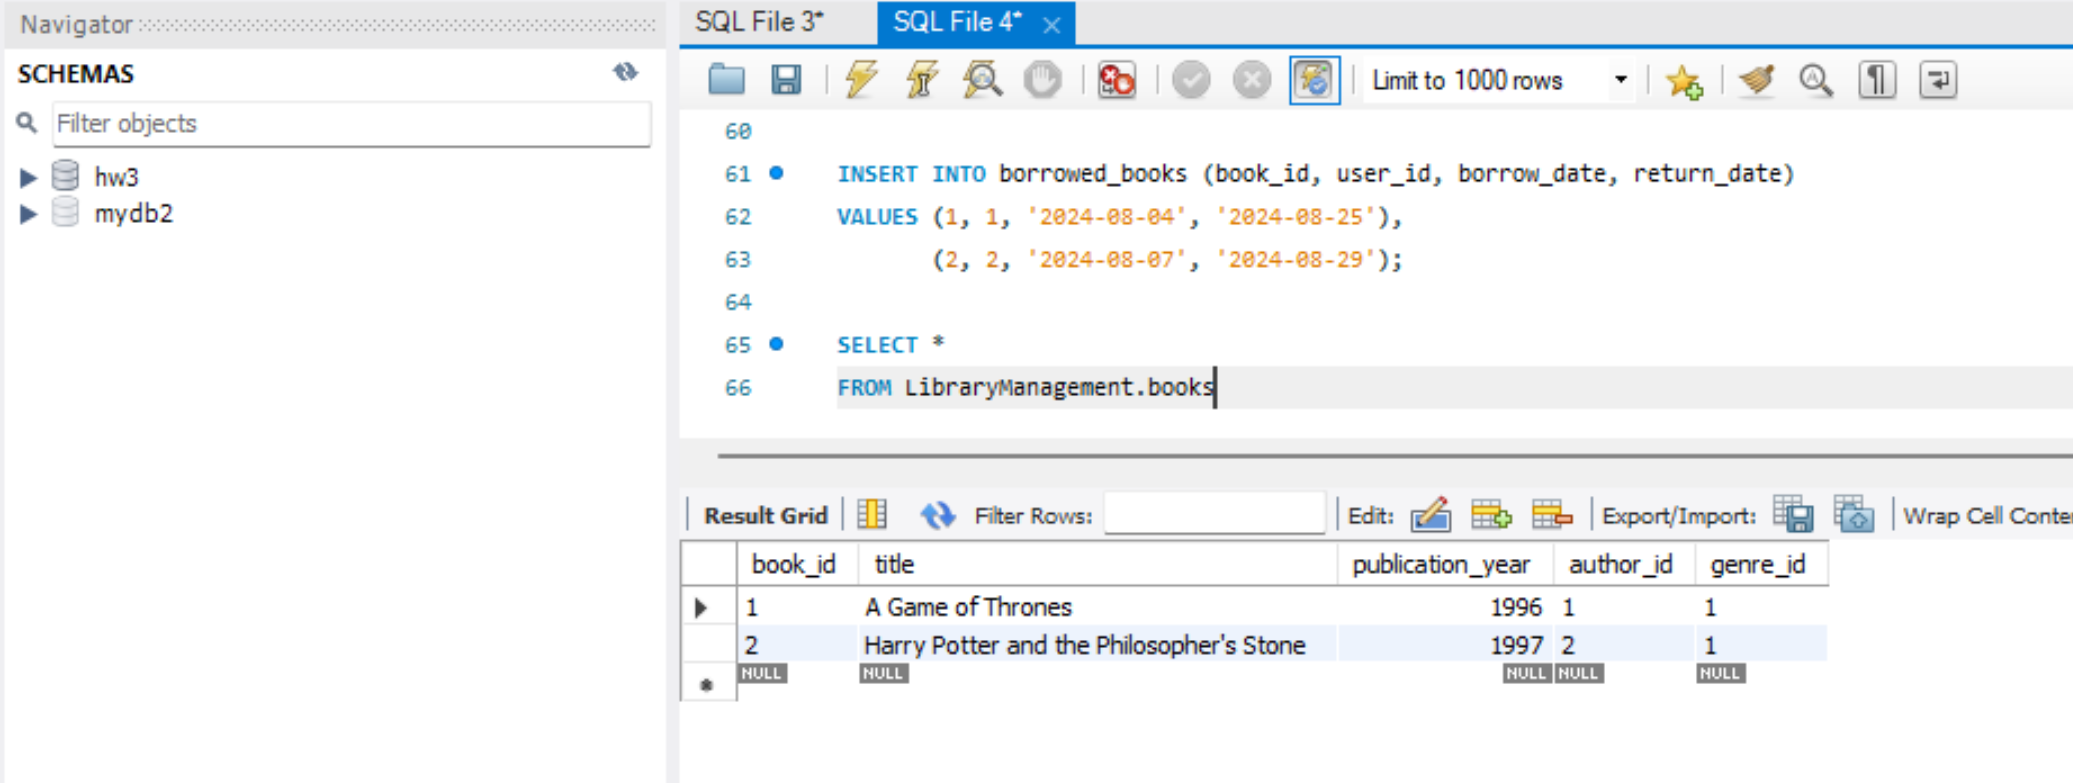 Navigator
SCHEMAS
Filter objects
hw3
mydb2
SQL File 3*
SQL File 4*
Limit to 1000 rows
60
61 INSERT INTO borrowed_books (book_id, user_id, borrow_date, return_date)
62 VALUES (1, 1, '2024-08-04', '2024-08-25'),
63 (2, 2, '2024-08-07', '2024-08-29');
64
65 SELECT *
66 FROM LibraryManagement.books
Result Grid Filter Rows: Edit: Export/Import: Wrap Cell Conte
book_id title publication_year author_id genre_id
1 A Game of Thrones 1996 1 1
2 Harry Potter and the Philosopher's Stone 1997 2 1
NULL NULL NULL NULL NULL